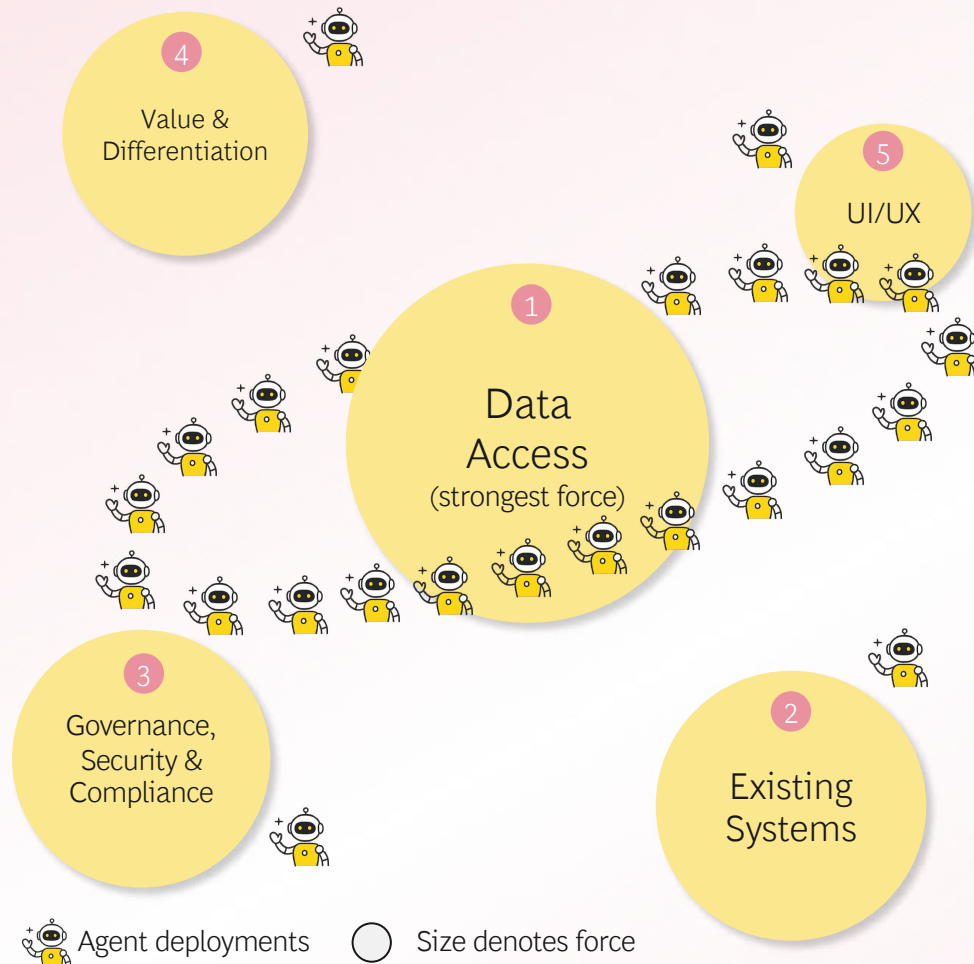 4
Value &
Differentiation
5
UI/UX
1
Data
Access
(strongest force)
3
Governance,
Security &
Compliance
2
Existing
Systems
Agent deployments
Size denotes force